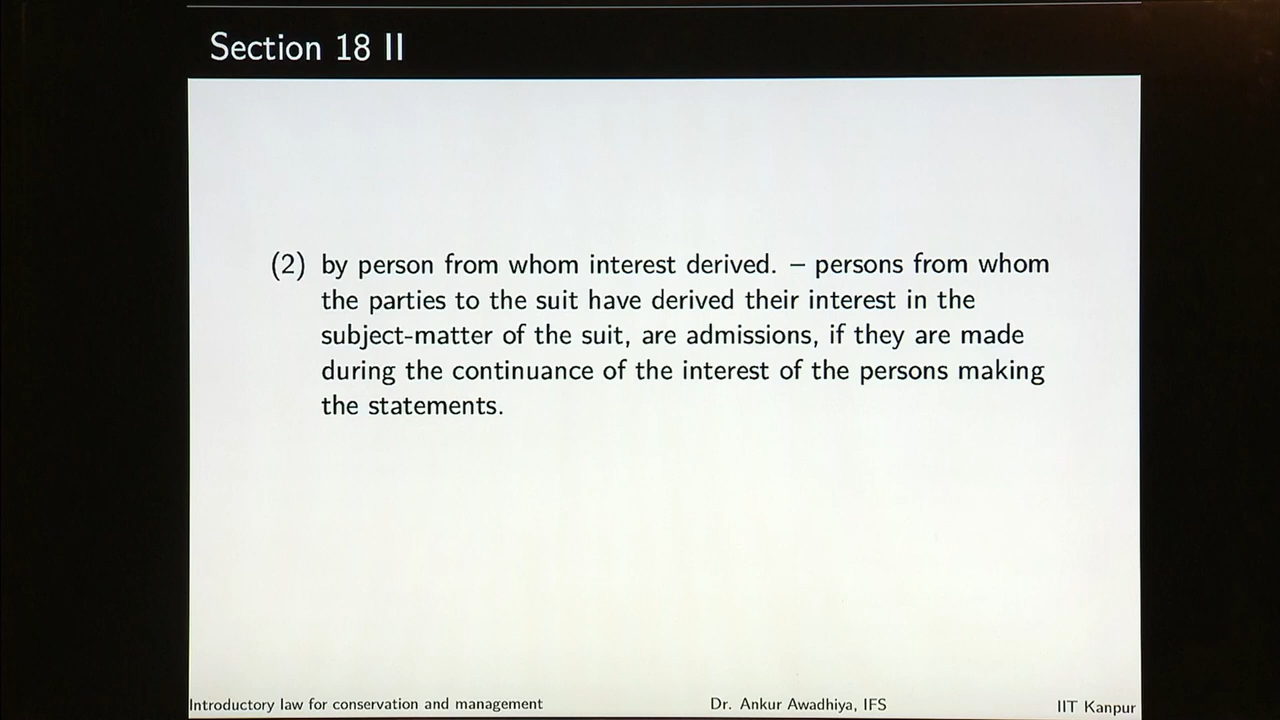 Section 18 II
(2) by person from whom interest derived. – persons from whom
the parties to the suit have derived their interest in the
subject-matter of the suit, are admissions, if they are made
during the continuance of the interest of the persons making
the statements.
Introductory law for conservation and management Dr. Ankur Awadhiya, IFS IIT Kanpur